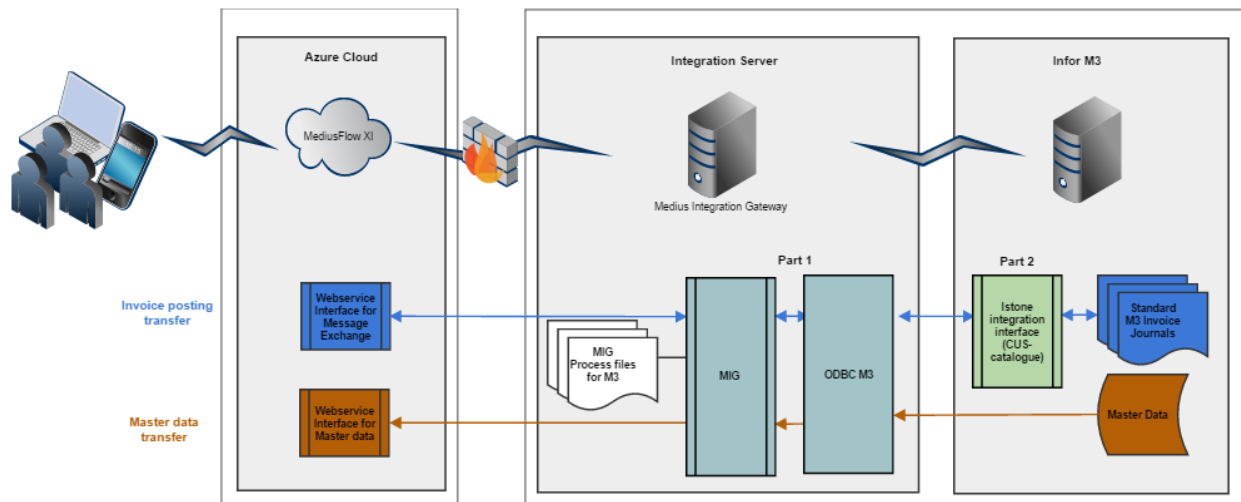 Azure Cloud
Integration Server
Infor M3
MediusFlow XI
Medius Integration Gateway
Part 1
Part 2
Invoice posting
transfer
Webservice
Interface for
Message
Exchange
MIG
Process files
for M3
MIG
ODBC M3
Istone
integration
interface
(CUS-
catalogue)
Standard
M3 Invoice
Journals
Master data
transfer
Webservice
Interface for
Master data
Master Data